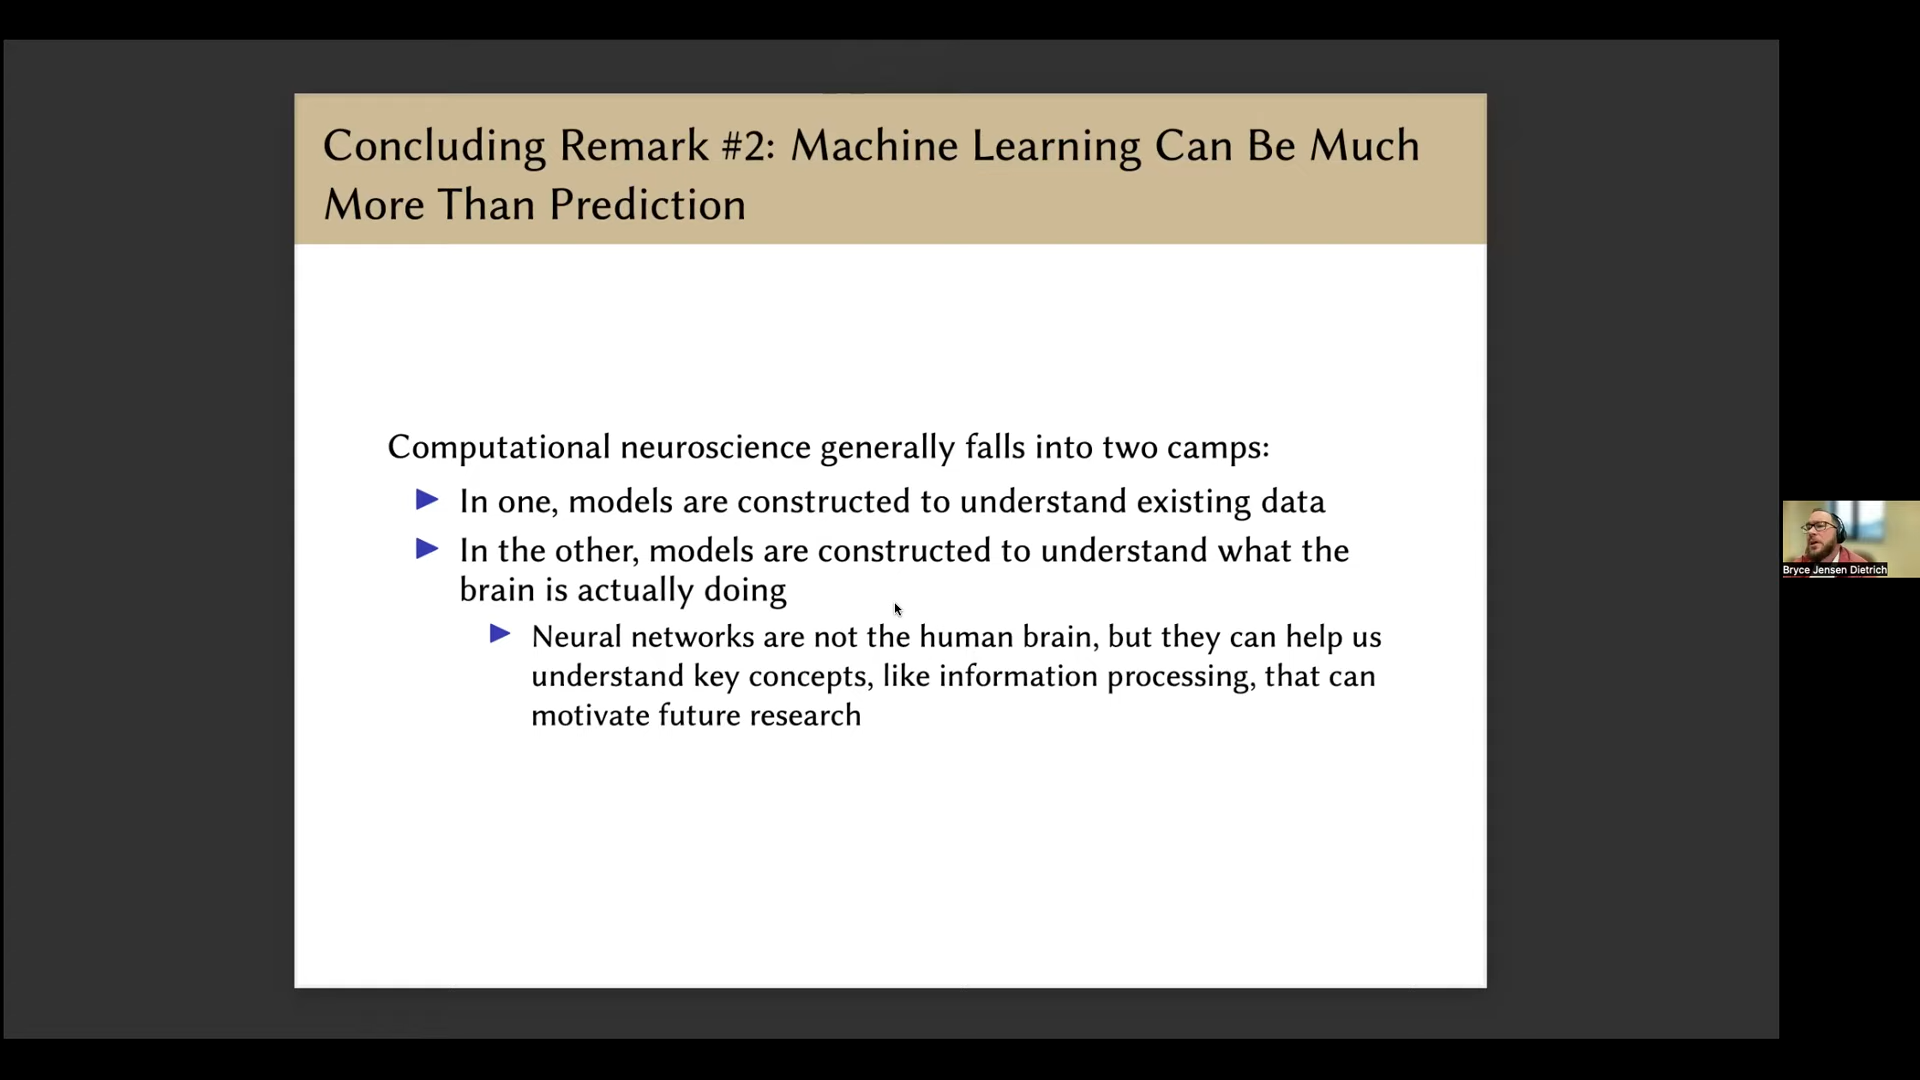 Concluding Remark #2: Machine Learning Can Be Much
More Than Prediction
Computational neuroscience generally falls into two camps:
In one, models are constructed to understand existing data
In the other, models are constructed to understand what the
brain is actually doing
Neural networks are not the human brain, but they can help us
understand key concepts, like information processing, that can
motivate future research
Bryce Jensen Dietrich